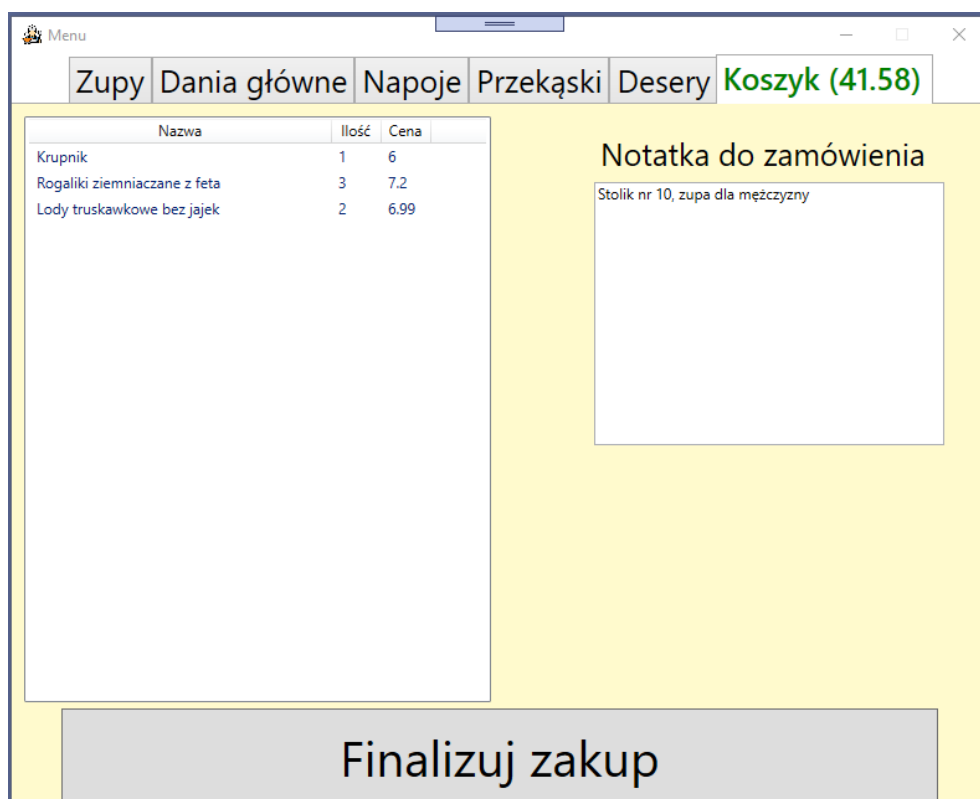 Menu
Zupy Dania główne Napoje Przekąski Desery Koszyk (41.58)
Nazwa Ilość Cena
Krupnik 1 6
Rogaliki ziemniaczane z feta 3 7.2
Lody truskawkowe bez jajek 2 6.99
Notatka do zamówienia
Stolik nr 10, zupa dla mężczyzny
Finalizuj zakup